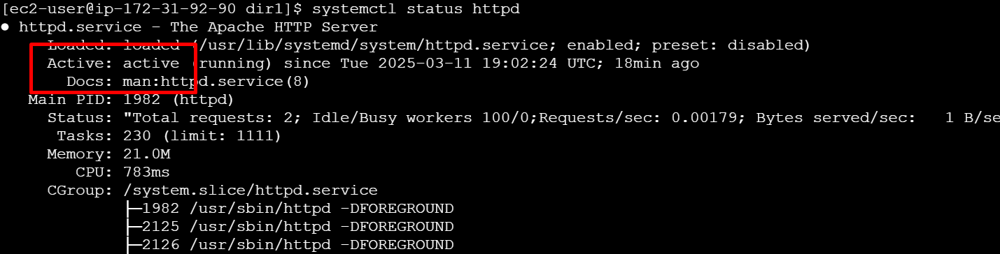 [ec2-user@ip-172-31-92-90 dir1]$ systemctl status httpd
● httpd.service - The Apache HTTP Server
     Loaded: loaded (/usr/lib/systemd/system/httpd.service; enabled; preset: disabled)
     Active: active (running) since Tue 2025-03-11 19:02:24 UTC; 18min ago
       Docs: man:httpd.service(8)
   Main PID: 1982 (httpd)
     Status: "Total requests: 2; Idle/Busy workers 100/0;Requests/sec: 0.00179; Bytes served/sec:   1 B/se
      Tasks: 230 (limit: 1111)
     Memory: 21.0M
        CPU: 783ms
     CGroup: /system.slice/httpd.service
             ├─1982 /usr/sbin/httpd -DFOREGROUND
             ├─2125 /usr/sbin/httpd -DFOREGROUND
             ├─2126 /usr/sbin/httpd -DFOREGROUND